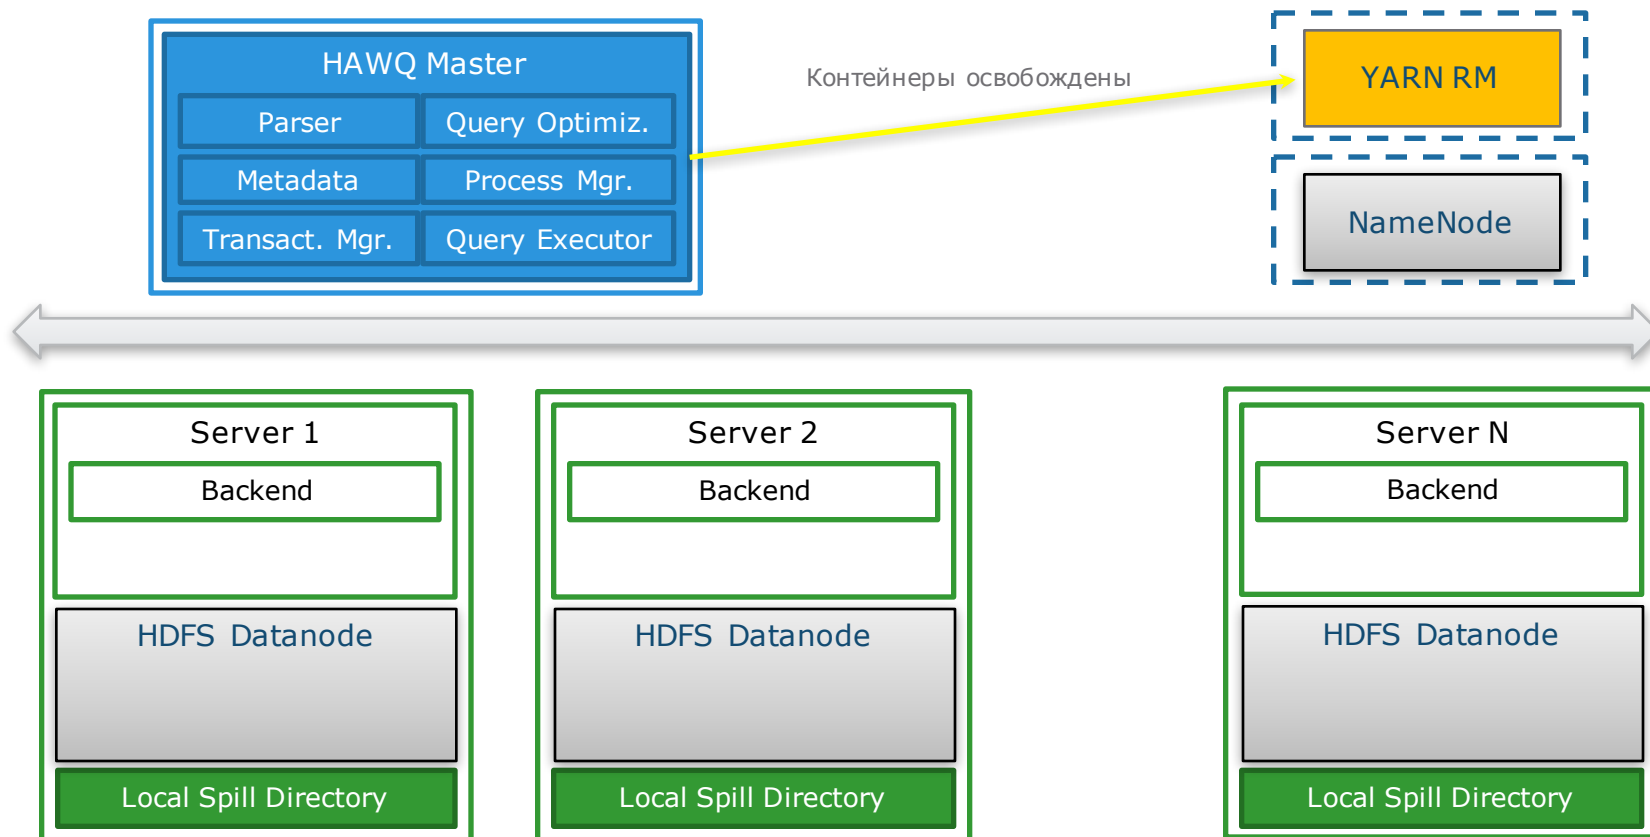 HAWQ Master
Parser
Query Optimiz.
Metadata
Process Mgr.
Transact. Mgr.
Query Executor
Контейнеры освобождены
YARN RM
NameNode
Server 1
Backend
HDFS Datanode
Local Spill Directory
Server 2
Backend
HDFS Datanode
Local Spill Directory
Server N
Backend
HDFS Datanode
Local Spill Directory